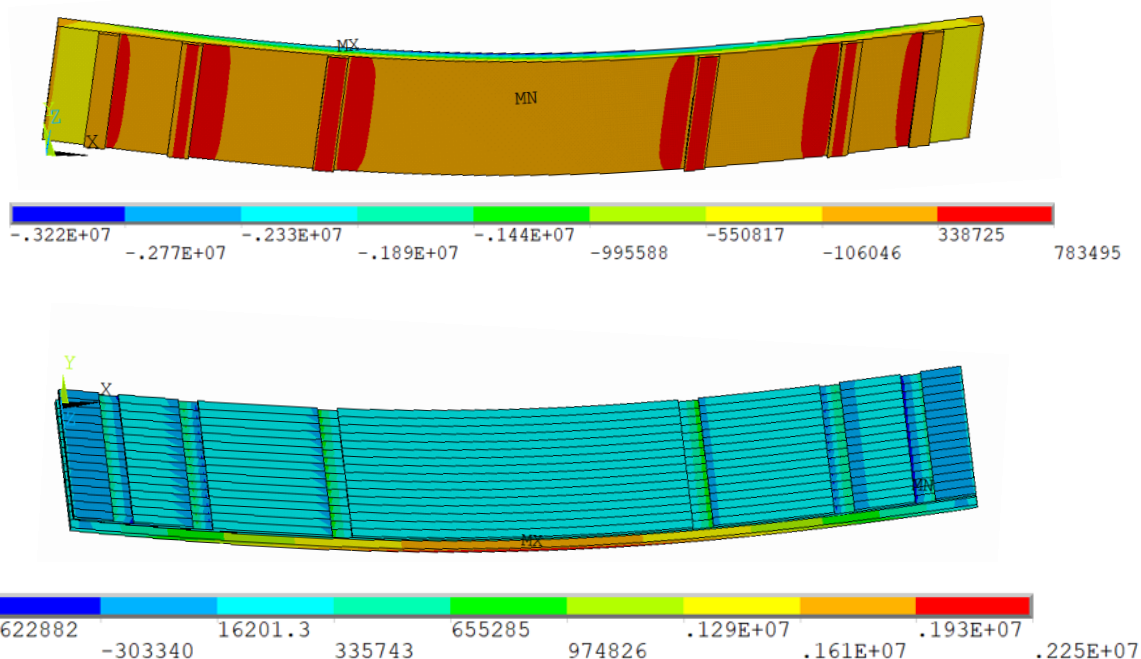 MX
MN
Z
X
-.322E+07 -.233E+07 -.144E+07 -550817 338725
-.277E+07 -.189E+07 -995588 -106046 783495
Y
X
MN
MX
622882 16201.3 655285 .129E+07 .193E+07
-303340 335743 974826 .161E+07 .225E+07